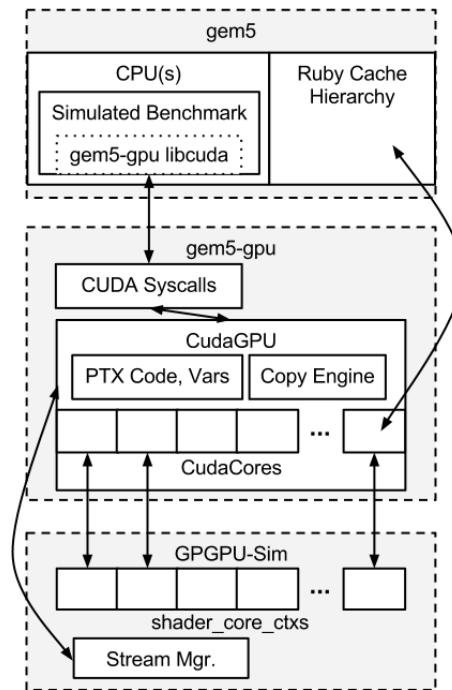 gem5
CPU(s)
Simulated Benchmark
gem5-gpu libcuda
Ruby Cache
Hierarchy
gem5-gpu
CUDA Syscalls
CudaGPU
PTX Code, Vars
Copy Engine
...
CudaCores
GPGPU-Sim
...
shader_core_ctxs
Stream Mgr.